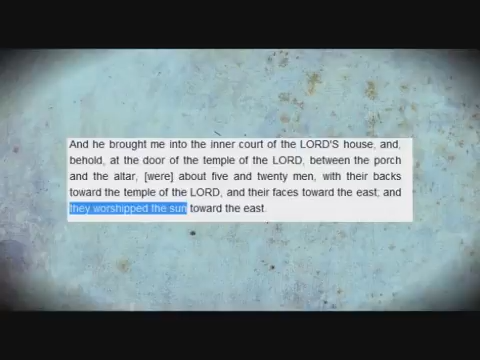 And he brought me into the inner court of the LORD'S house, and,
behold, at the door of the temple of the LORD, between the porch
and the altar, [were] about five and twenty men, with their backs
toward the temple of the LORD, and their faces toward the east; and
they worshipped the sun toward the east.